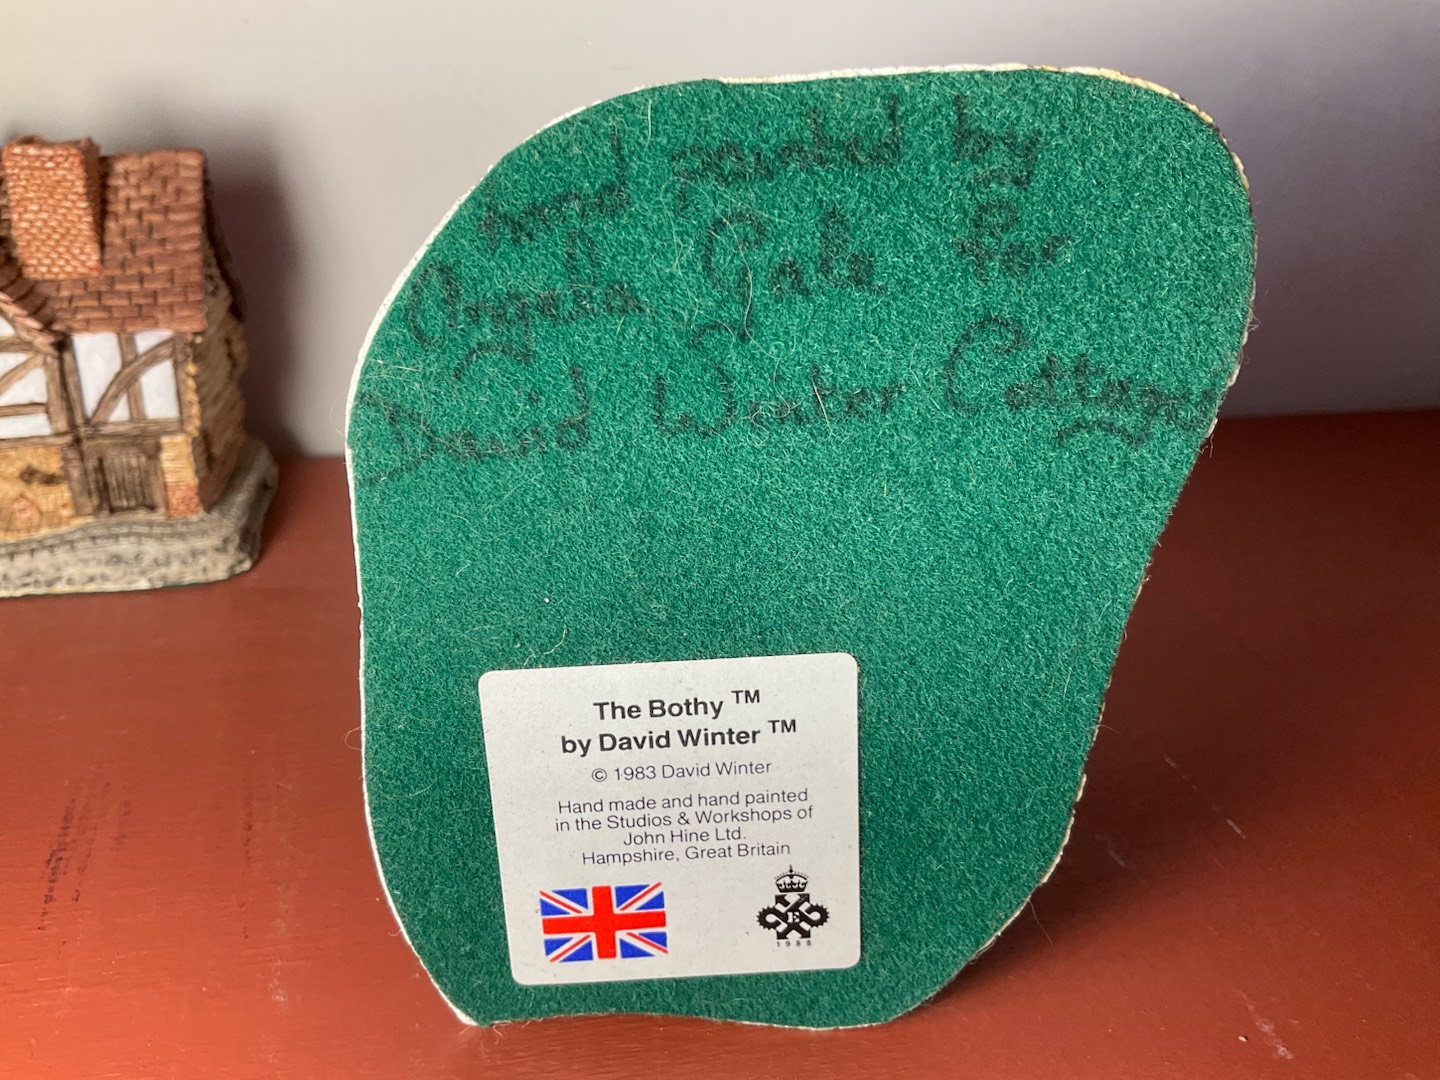 Hand painted by
Angela Gale for
David Winter Cottages
The Bothy ™
by David Winter ™
© 1983 David Winter
Hand made and hand painted
in the Studios & Workshops of
John Hine Ltd.
Hampshire, Great Britain
E
1988